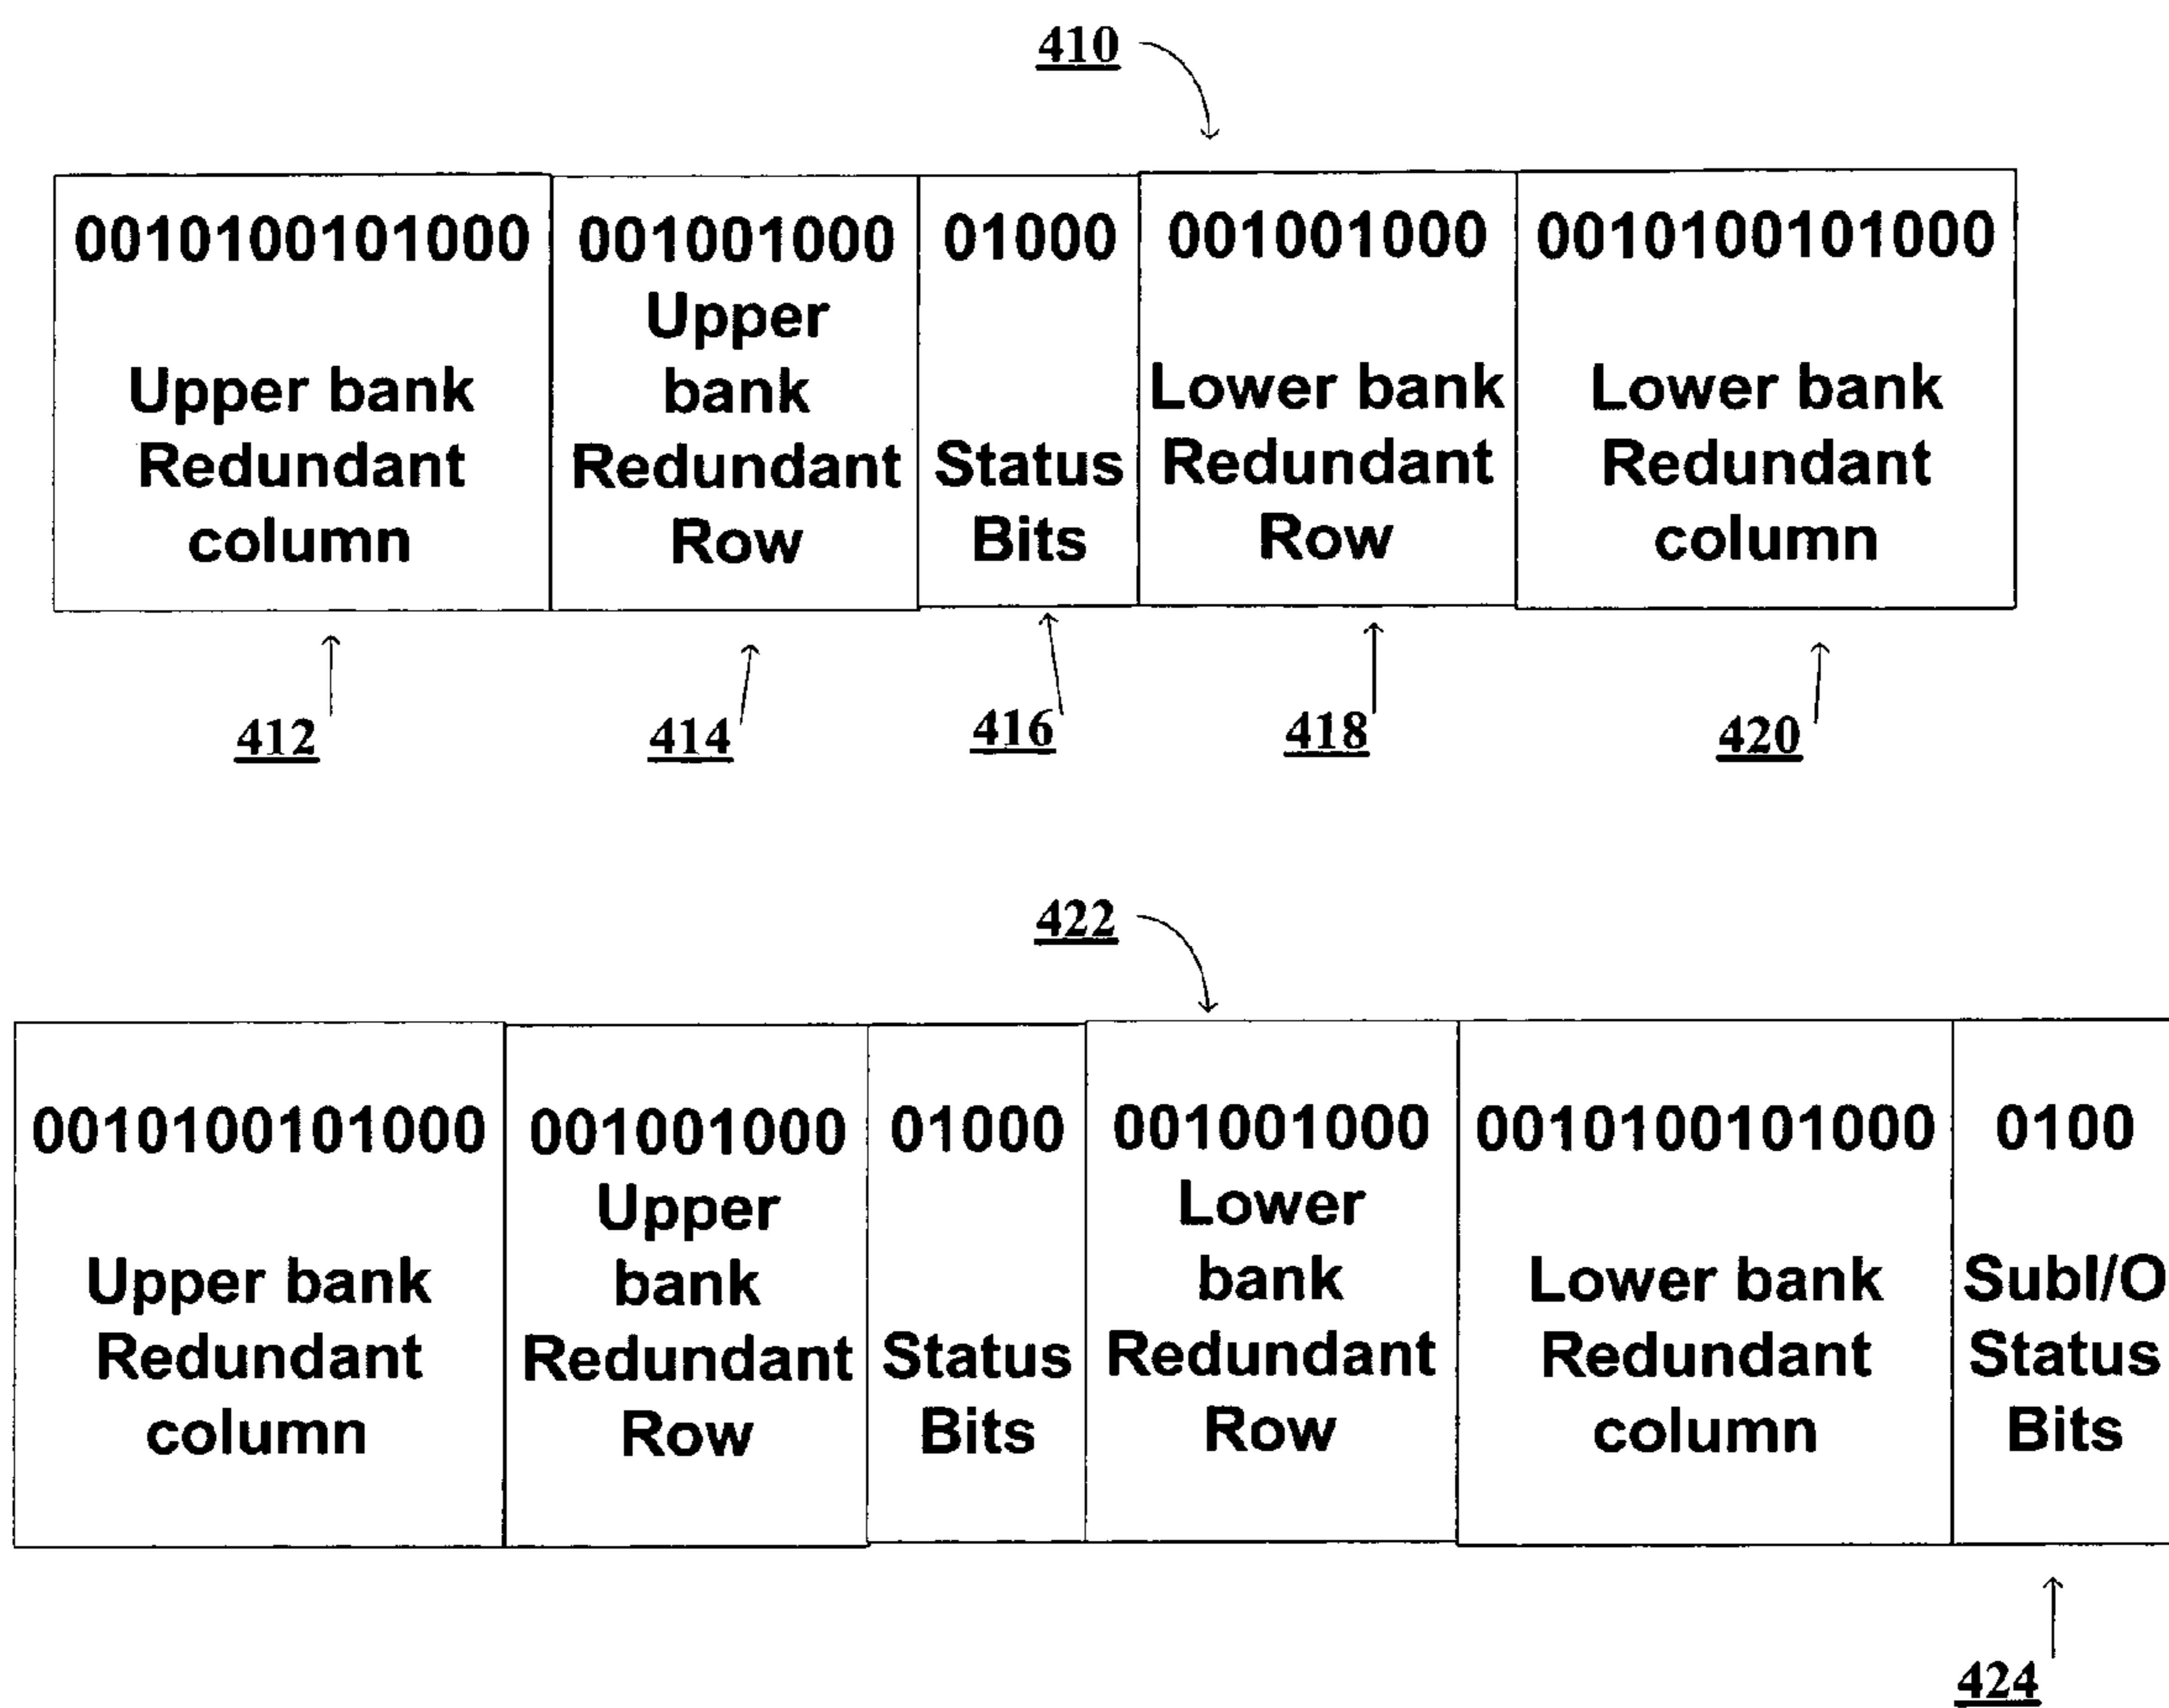 410
0010100101000 001001000 01000 001001000 0010100101000
Upper
Upper bank bank Lower bank Lower bank
Redundant Redundant Status Redundant Redundant
column Row Bits Row column
412 414 416 418 420
422
0010100101000 001001000 01000 001001000 0010100101000 0100
Upper Lower
Upper bank bank bank Lower bank SubI/O
Redundant Redundant Status Redundant Redundant Status
column Row Bits Row column Bits
424